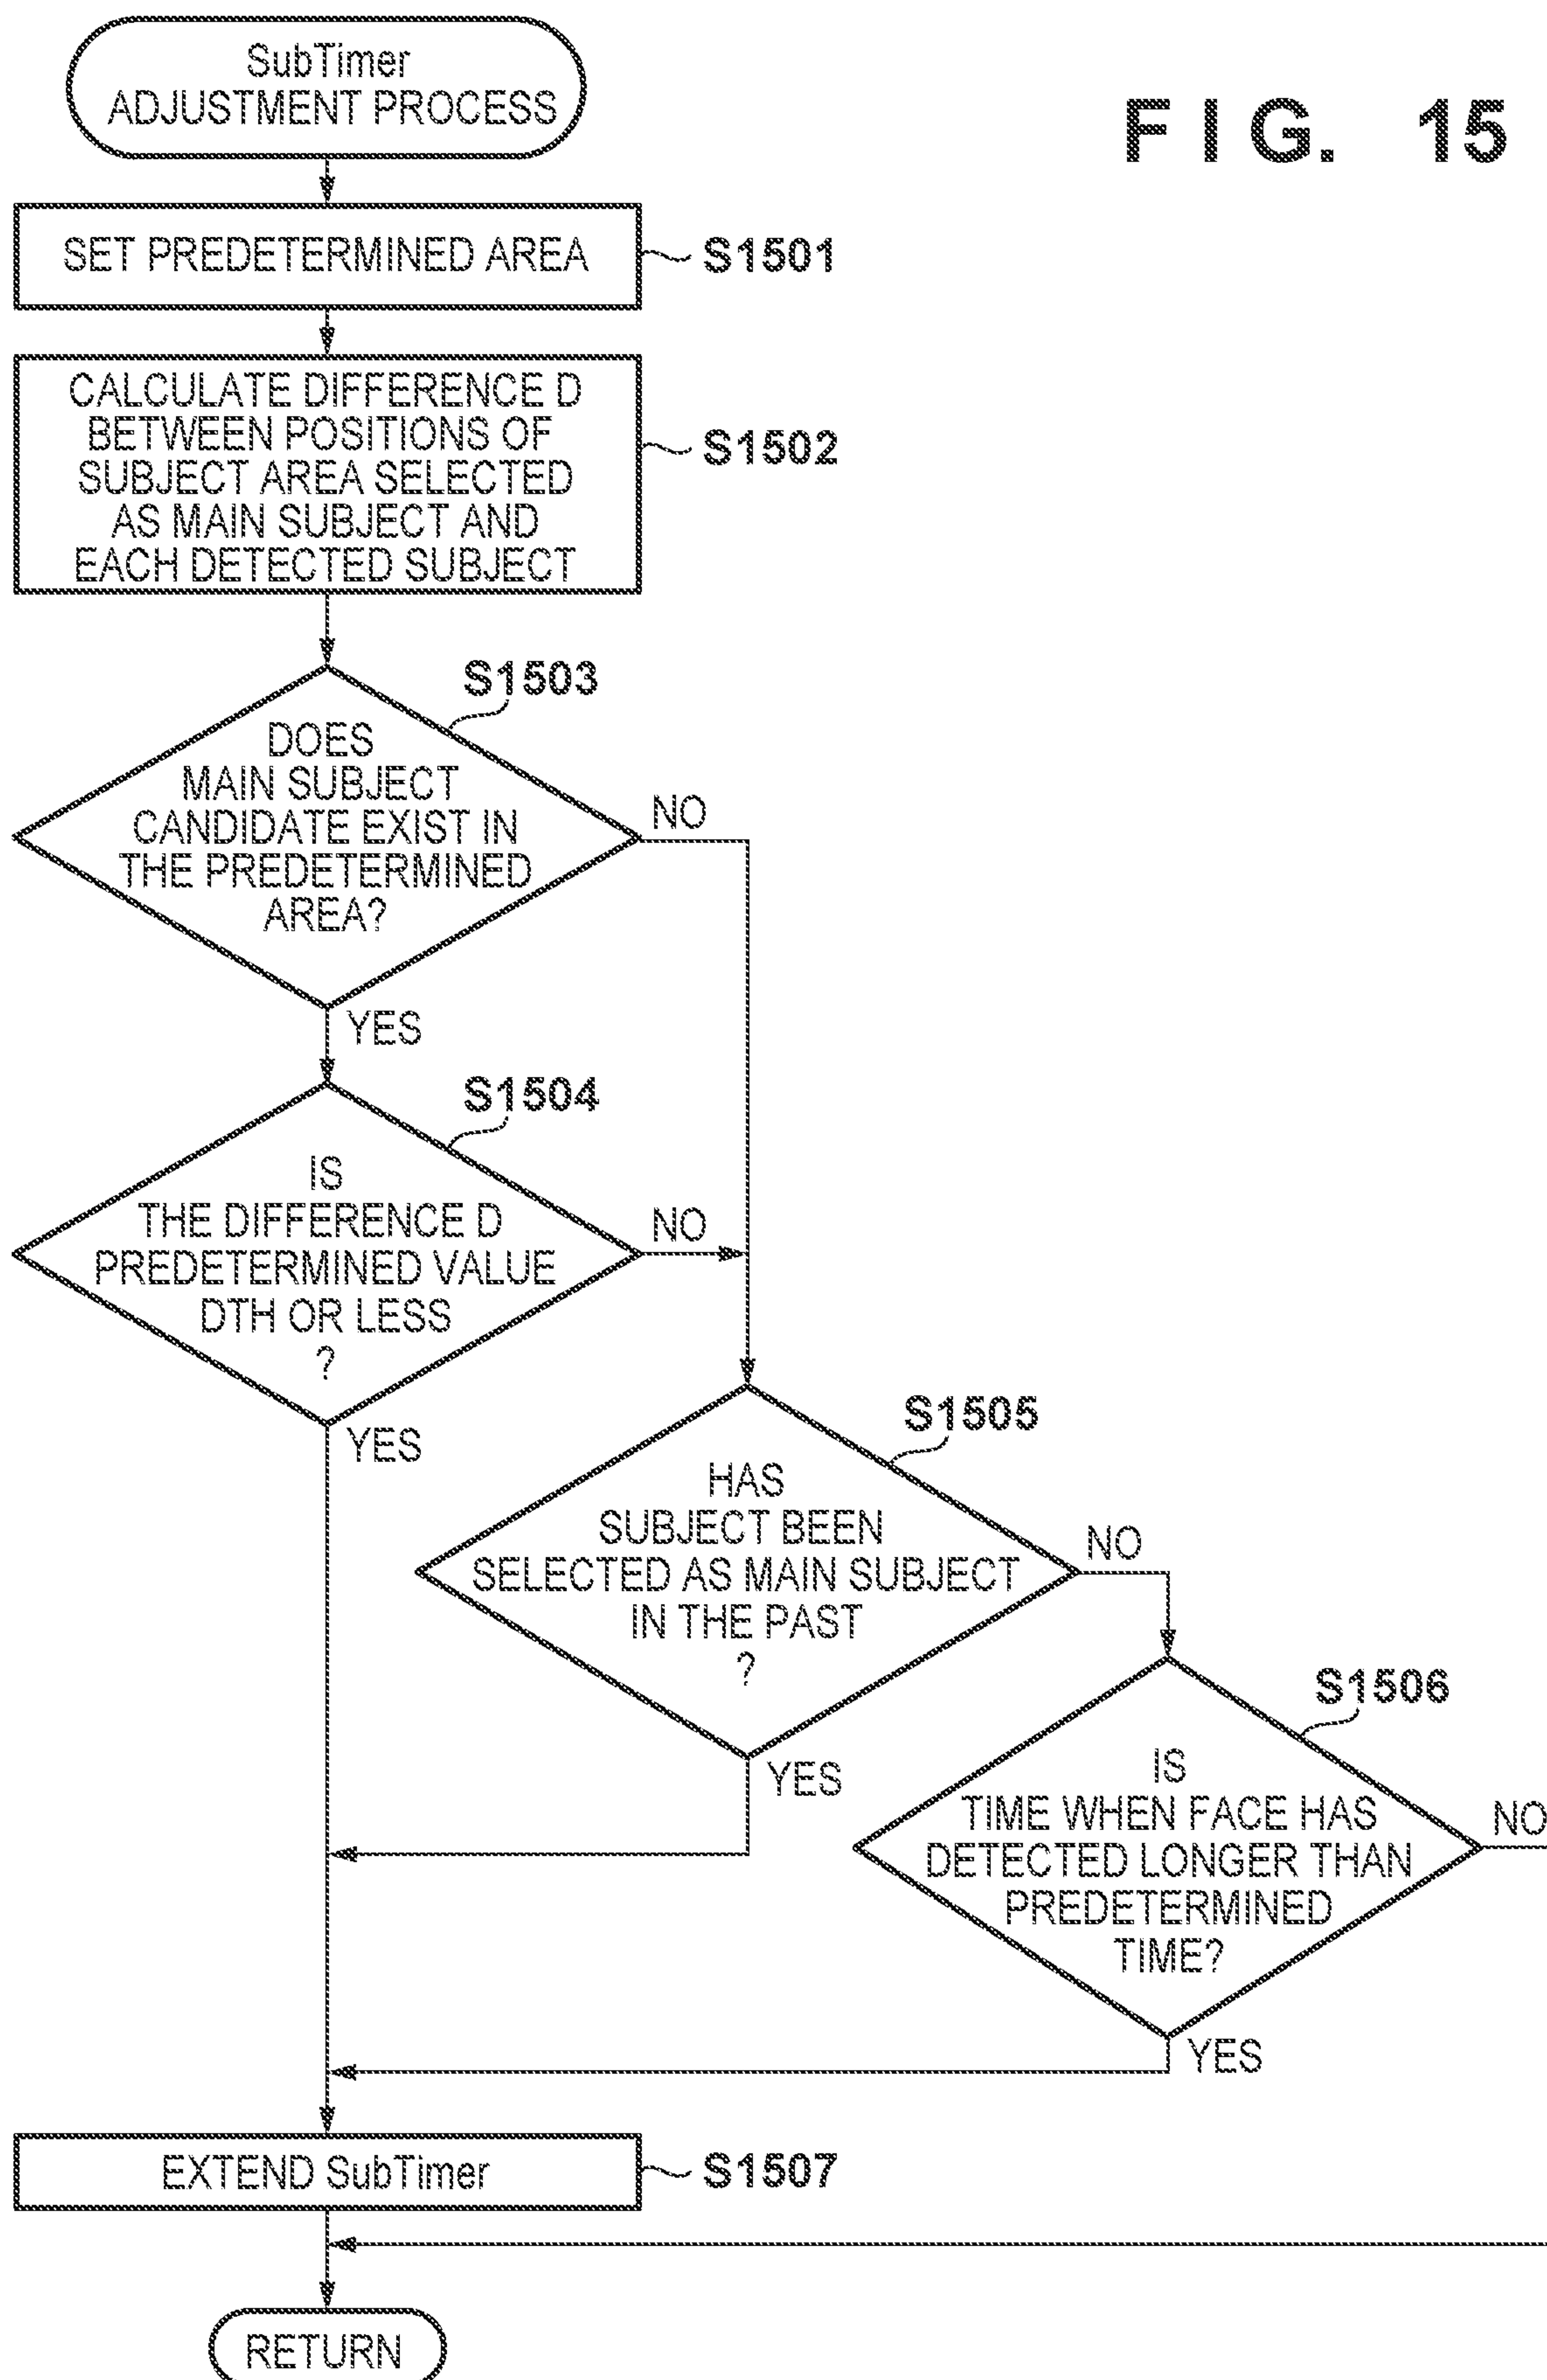 SubTimer
ADJUSTMENT PROCESS
FIG. 15
SET PREDETERMINED AREA
S1501
CALCULATE DIFFERENCE D
BETWEEN POSITIONS OF
SUBJECT AREA SELECTED
AS MAIN SUBJECT AND
EACH DETECTED SUBJECT
S1502
S1503
DOES
MAIN SUBJECT
CANDIDATE EXIST IN
THE PREDETERMINED
AREA?
NO
YES
S1504
IS
THE DIFFERENCE D
PREDETERMINED VALUE
DTH OR LESS
?
NO
YES
S1505
HAS
SUBJECT BEEN
SELECTED AS MAIN SUBJECT
IN THE PAST
?
NO
YES
S1506
IS
TIME WHEN FACE HAS
DETECTED LONGER THAN
PREDETERMINED
TIME?
NO
YES
EXTEND SubTimer
S1507
RETURN